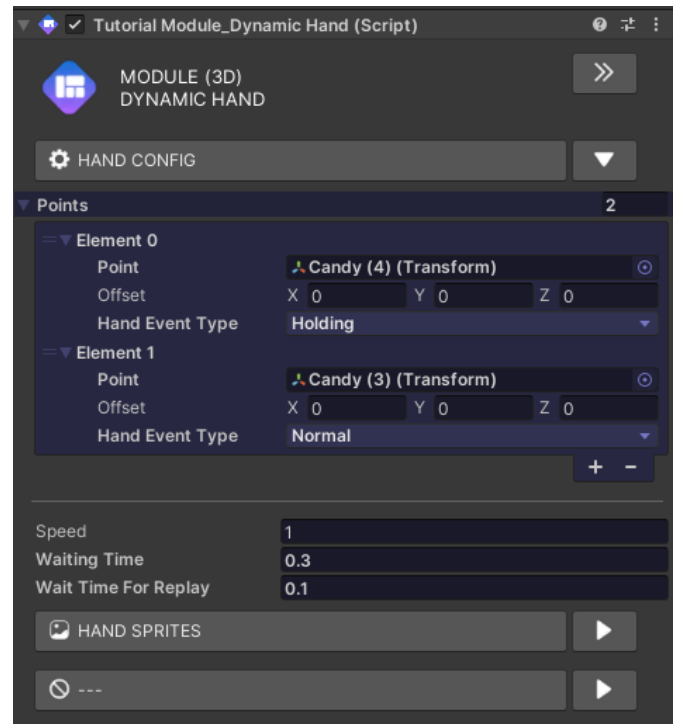 Tutorial Module_Dynamic Hand (Script)
MODULE (3D)
DYNAMIC HAND
HAND CONFIG
Points 2
Element 0
Point Candy (4) (Transform)
Offset X 0 Y 0 Z 0
Hand Event Type Holding
Element 1
Point Candy (3) (Transform)
Offset X 0 Y 0 Z 0
Hand Event Type Normal
+ -
Speed 1
Waiting Time 0.3
Wait Time For Replay 0.1
HAND SPRITES
---